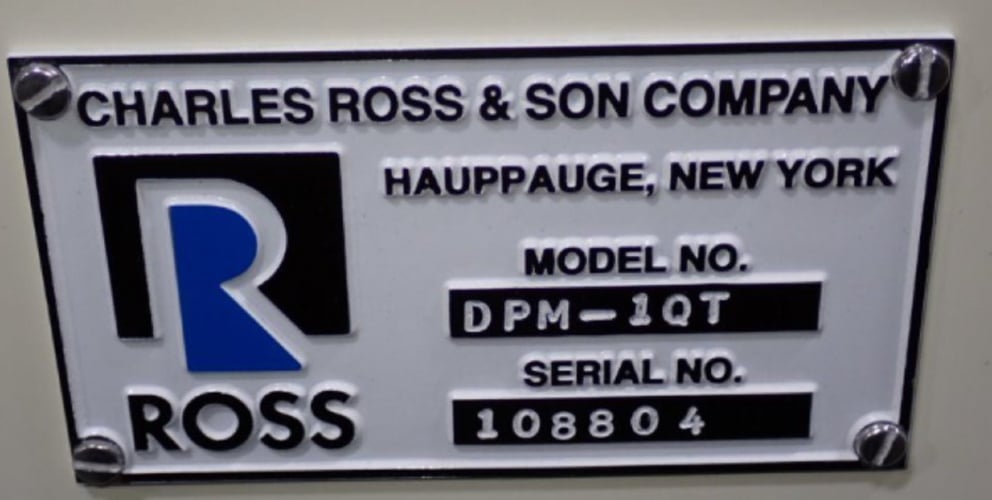 CHARLES ROSS & SON COMPANY
HAUPPAUGE, NEW YORK
R
ROSS
MODEL NO.
DPM-1QT
SERIAL NO.
108804